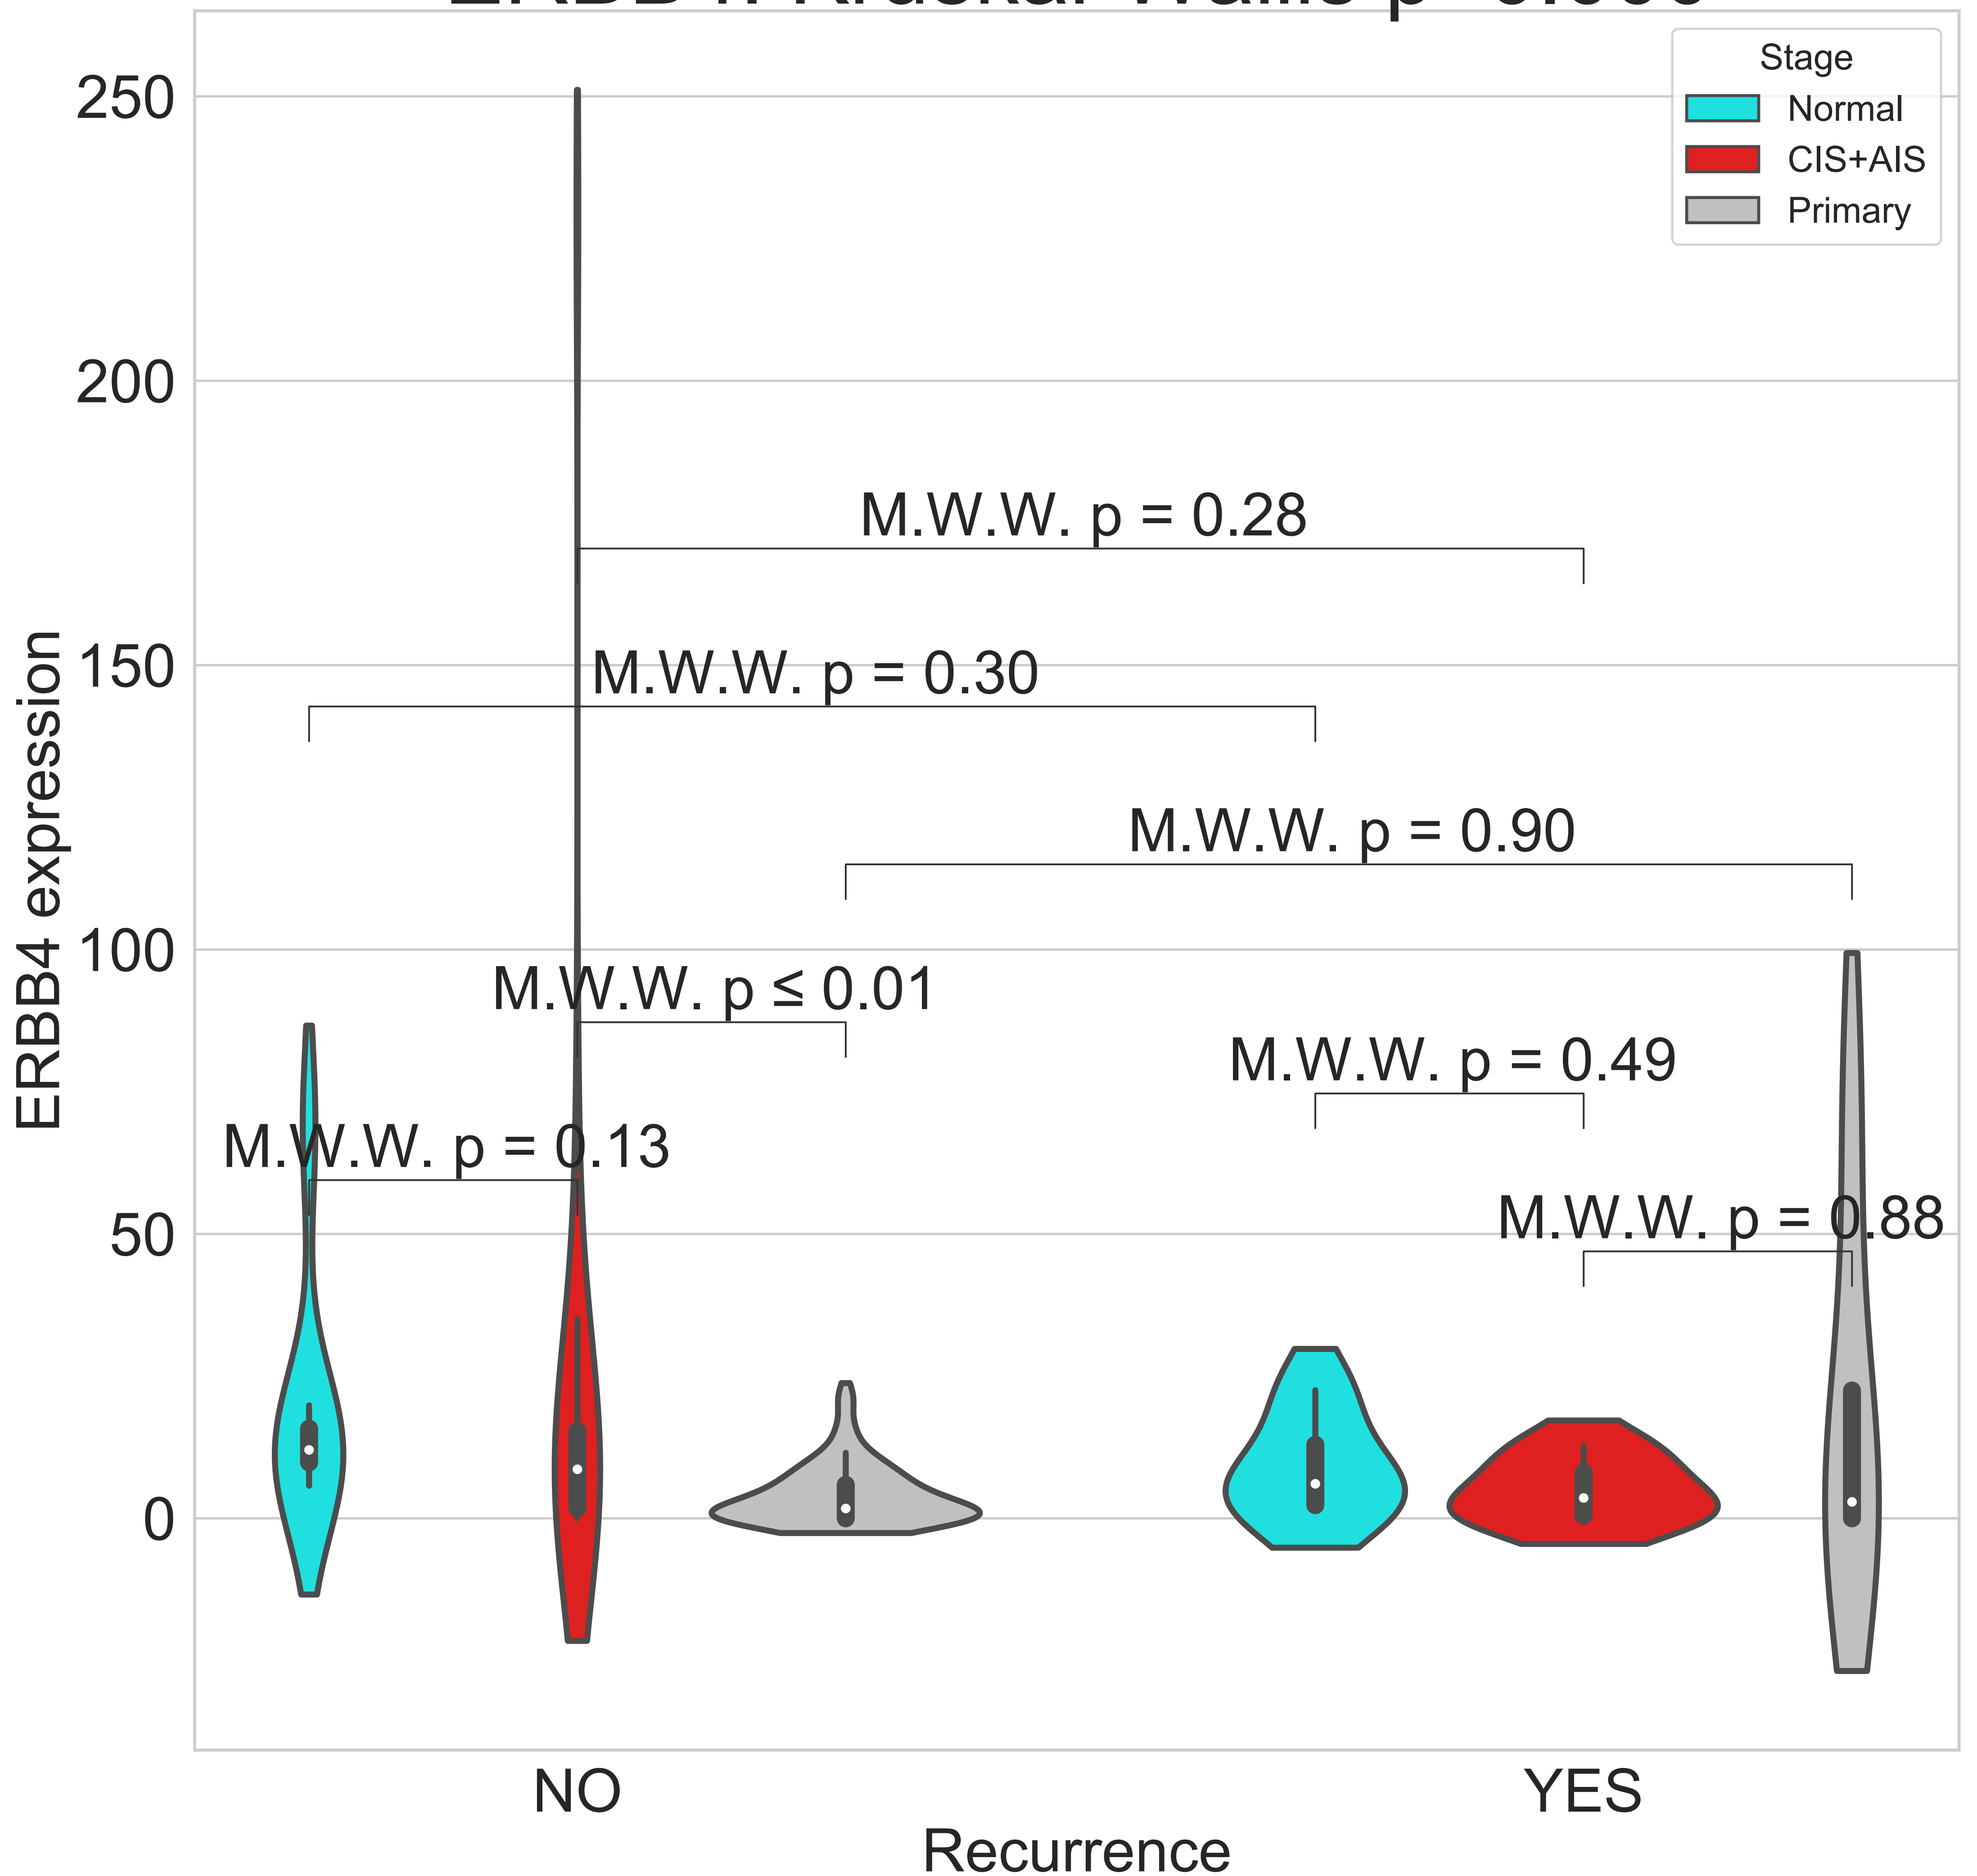 250
200
150
100
50
0
ERBB4 expression
Stage
Normal
CIS+AIS
Primary
M.W.W. p = 0.28
M.W.W. p = 0.30
M.W.W. p = 0.90
M.W.W. p ≤ 0.01
M.W.W. p = 0.49
M.W.W. p = 0.13
M.W.W. p = 0.88
NO
YES
Recurrence